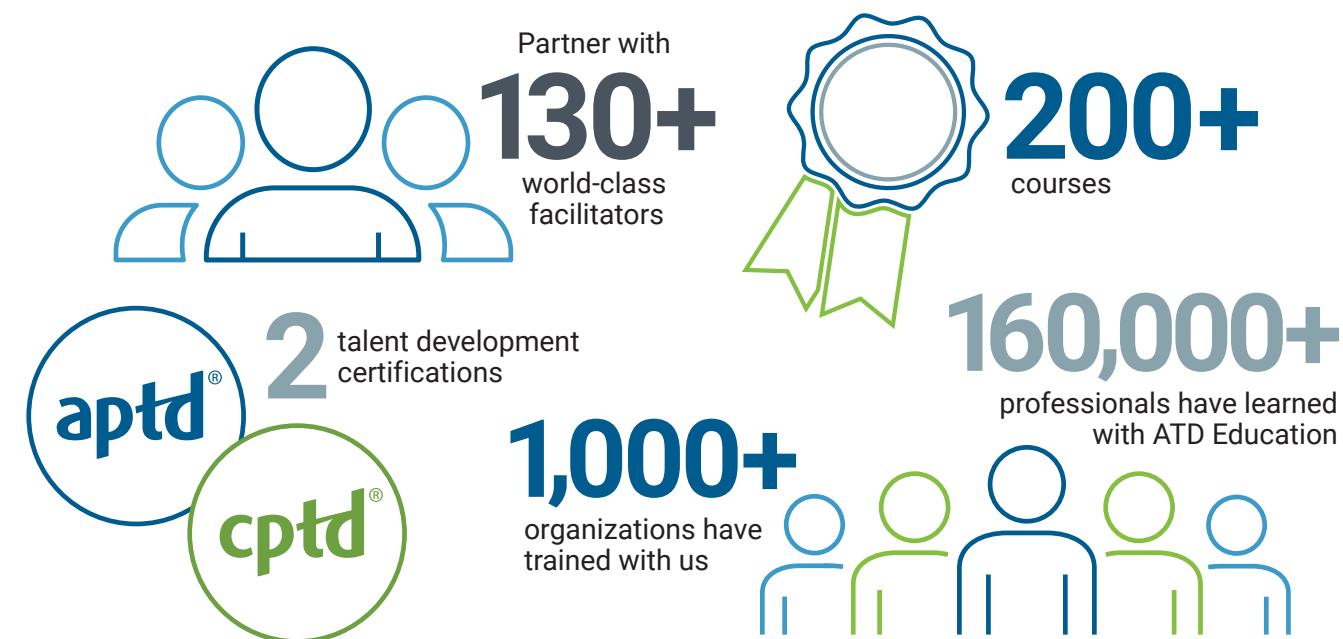 Partner with
130+
world-class
facilitators
200+
courses
aptd®
cptd®
2
talent development
certifications
1,000+
organizations have
trained with us
160,000+
professionals have learned
with ATD Education